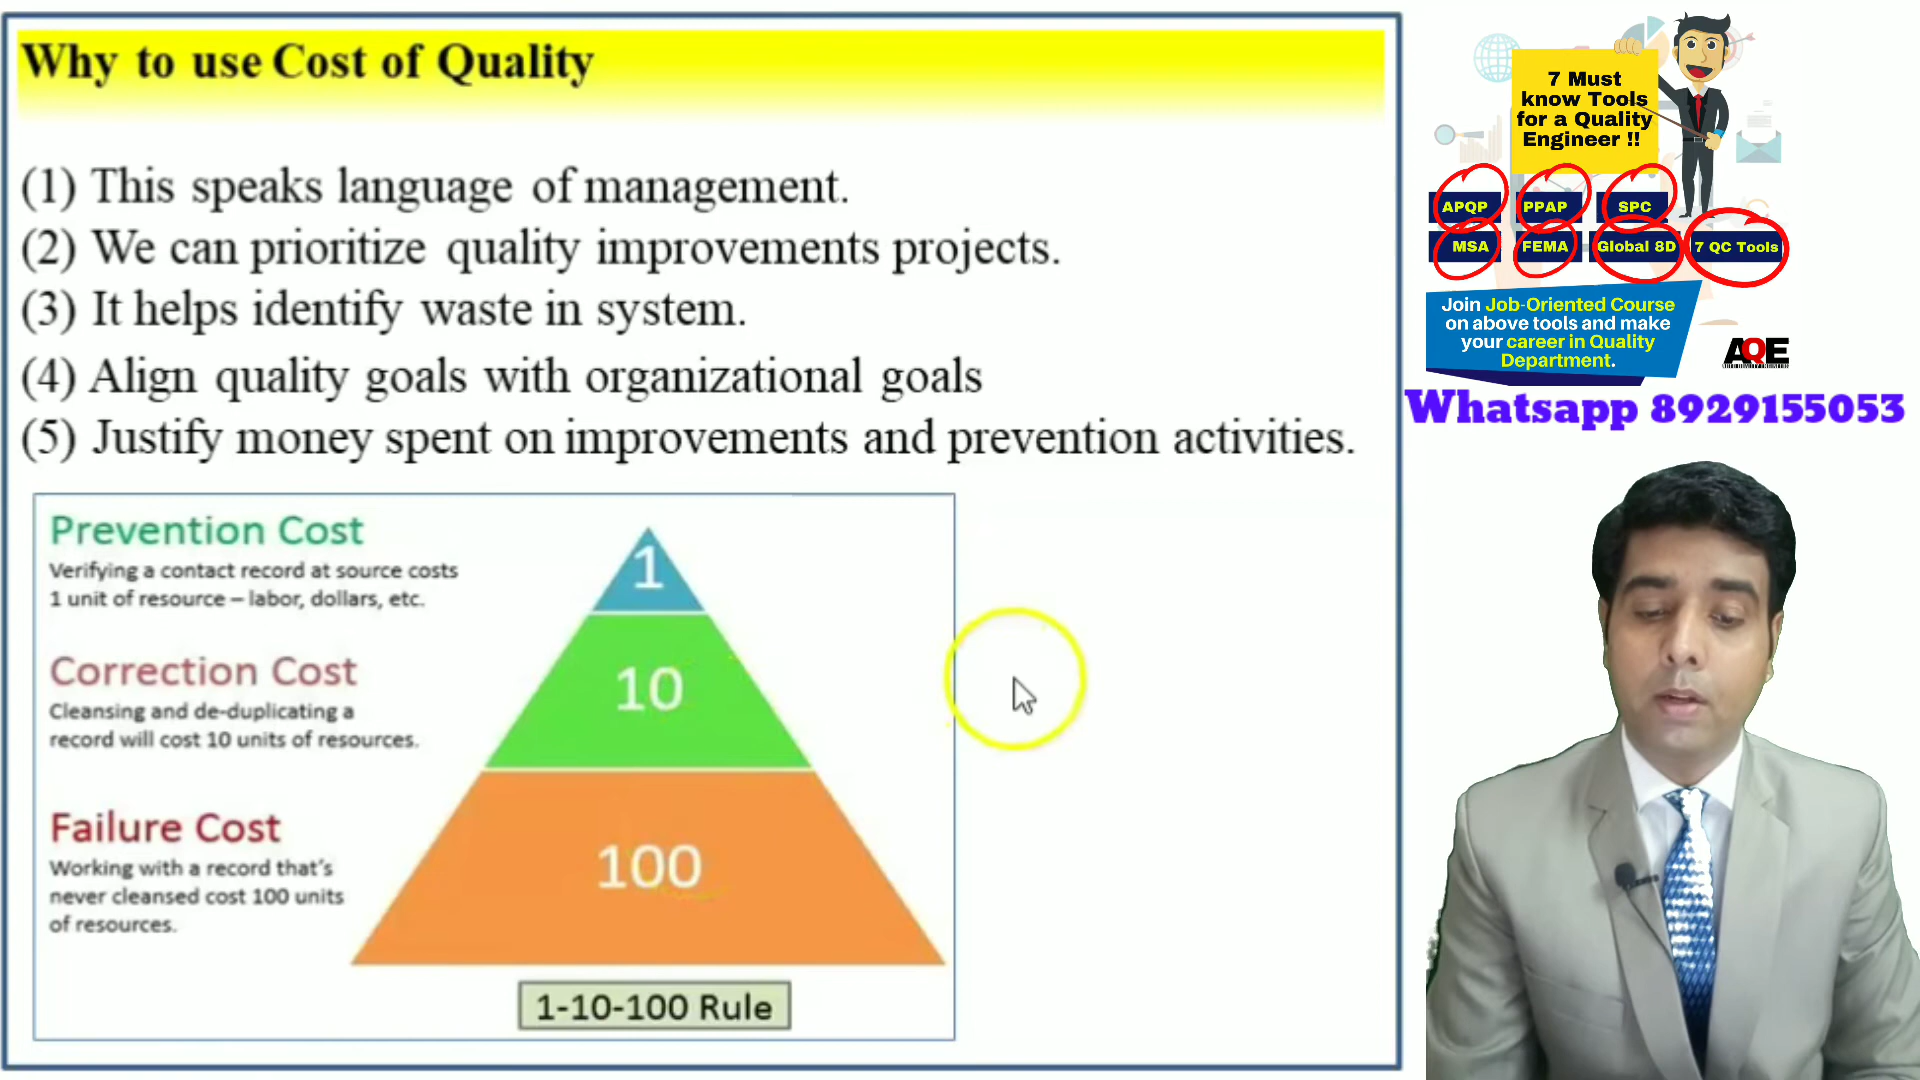 Why to use Cost of Quality
(1) This speaks language of management.
(2) We can prioritize quality improvements projects.
(3) It helps identify waste in system.
(4) Align quality goals with organizational goals
(5) Justify money spent on improvements and prevention activities.
Prevention Cost
Verifying a contact record at source costs
1 unit of resource – labor, dollars, etc.
1
Correction Cost
Cleansing and de-duplicating a
record will cost 10 units of resources.
10
Failure Cost
Working with a record that's
never cleansed cost 100 units
of resources.
100
1-10-100 Rule
7 Must
know Tools
for a Quality
Engineer !!
APQP PPAP SPC
MSA FEMA Global 8D 7 QC Tools
Join Job-Oriented Course
on above tools and make
your career in Quality
Department.
AQE
Whatsapp 8929155053